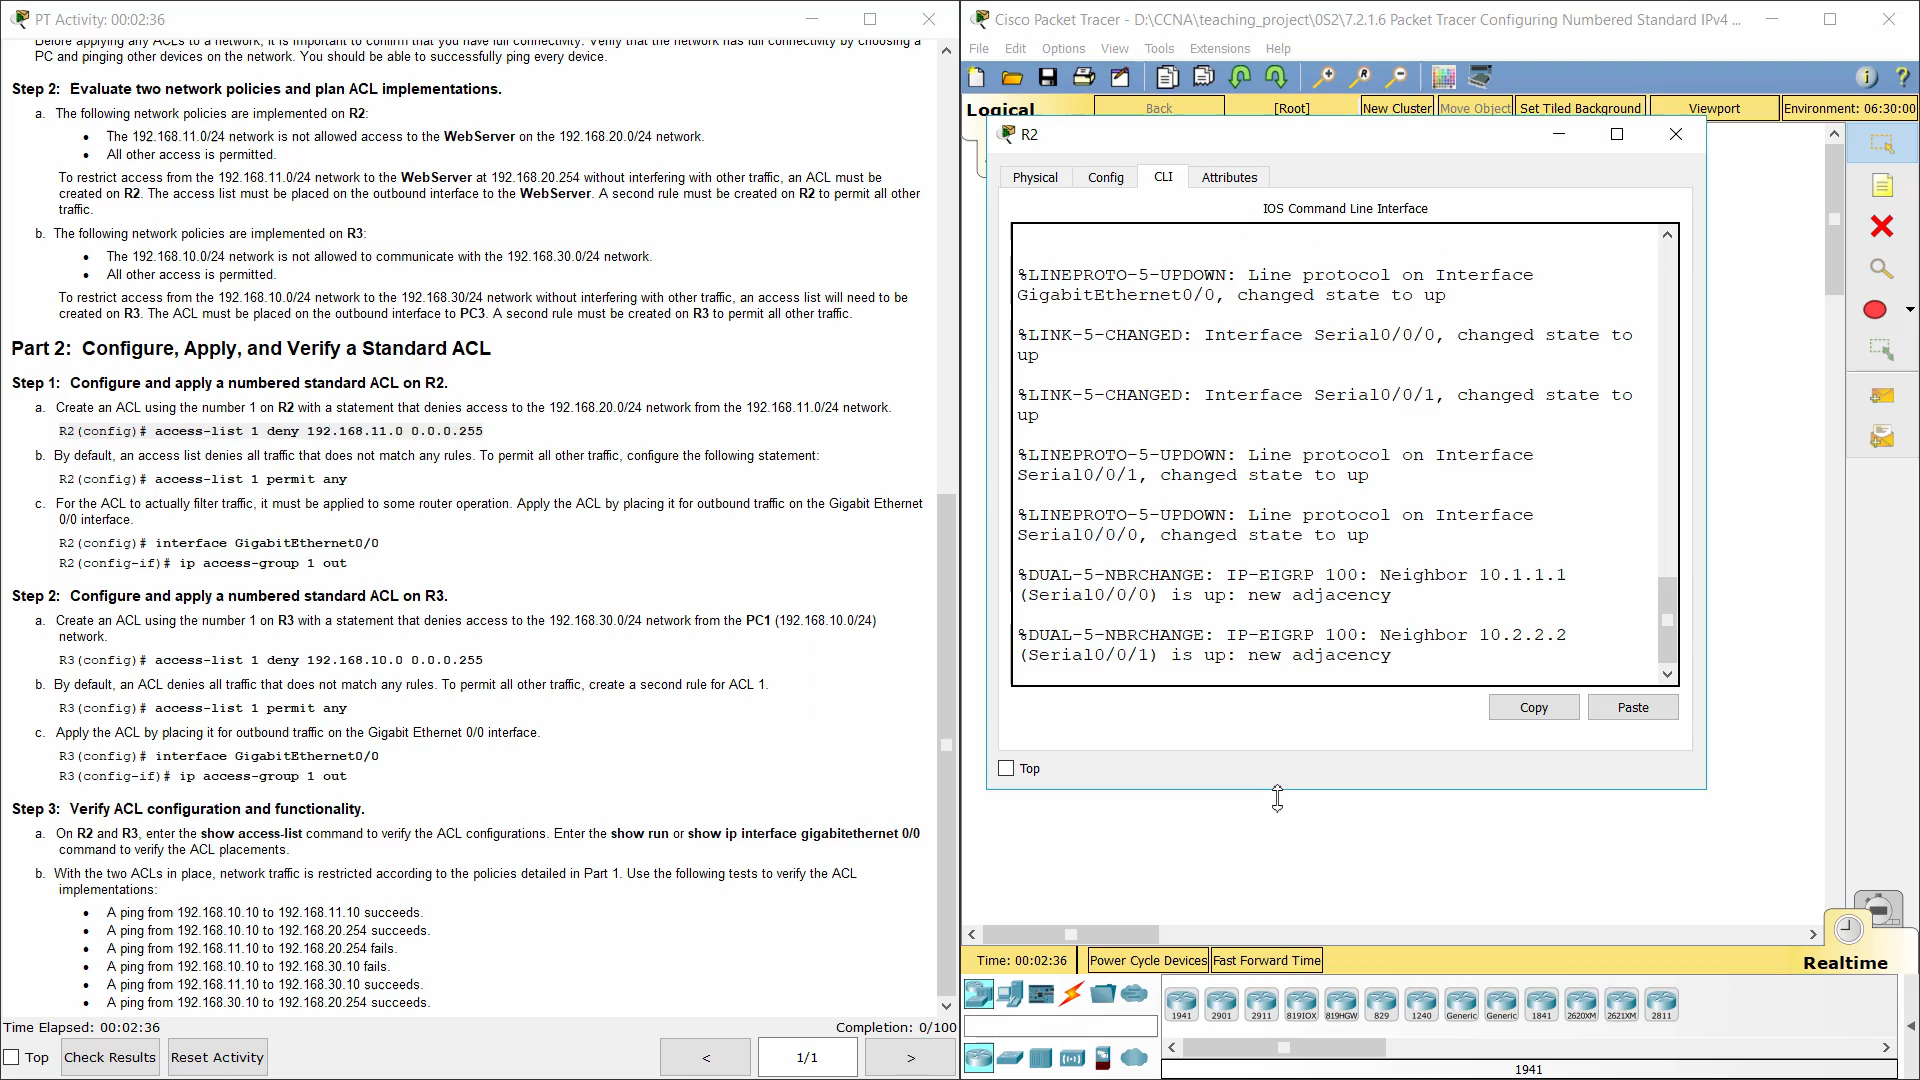 PT Activity: 00:02:36
Before applying any ACLs to a network, it is important to confirm that you have full connectivity. Verify that the network has full connectivity by choosing a
PC and pinging other devices on the network. You should be able to successfully ping every device.
Step 2: Evaluate two network policies and plan ACL implementations.
a. The following network policies are implemented on R2:
• The 192.168.11.0/24 network is not allowed access to the WebServer on the 192.168.20.0/24 network.
• All other access is permitted.
To restrict access from the 192.168.11.0/24 network to the WebServer at 192.168.20.254 without interfering with other traffic, an ACL must be
created on R2. The access list must be placed on the outbound interface to the WebServer. A second rule must be created on R2 to permit all other
traffic.
b. The following network policies are implemented on R3:
• The 192.168.10.0/24 network is not allowed to communicate with the 192.168.30.0/24 network.
• All other access is permitted.
To restrict access from the 192.168.10.0/24 network to the 192.168.30/24 network without interfering with other traffic, an access list will need to be
created on R3. The ACL must be placed on the outbound interface to PC3. A second rule must be created on R3 to permit all other traffic.
Part 2: Configure, Apply, and Verify a Standard ACL
Step 1: Configure and apply a numbered standard ACL on R2.
a. Create an ACL using the number 1 on R2 with a statement that denies access to the 192.168.20.0/24 network from the 192.168.11.0/24 network.
R2(config)# access-list 1 deny 192.168.11.0 0.0.0.255
b. By default, an access list denies all traffic that does not match any rules. To permit all other traffic, configure the following statement:
R2(config)# access-list 1 permit any
c. For the ACL to actually filter traffic, it must be applied to some router operation. Apply the ACL by placing it for outbound traffic on the Gigabit Ethernet
0/0 interface.
R2(config)# interface GigabitEthernet0/0
R2(config-if)# ip access-group 1 out
Step 2: Configure and apply a numbered standard ACL on R3.
a. Create an ACL using the number 1 on R3 with a statement that denies access to the 192.168.30.0/24 network from the PC1 (192.168.10.0/24)
network.
R3(config)# access-list 1 deny 192.168.10.0 0.0.0.255
b. By default, an ACL denies all traffic that does not match any rules. To permit all other traffic, create a second rule for ACL 1.
R3(config)# access-list 1 permit any
c. Apply the ACL by placing it for outbound traffic on the Gigabit Ethernet 0/0 interface.
R3(config)# interface GigabitEthernet0/0
R3(config-if)# ip access-group 1 out
Step 3: Verify ACL configuration and functionality.
a. On R2 and R3, enter the show access-list command to verify the ACL configurations. Enter the show run or show ip interface gigabitethernet 0/0
command to verify the ACL placements.
b. With the two ACLs in place, network traffic is restricted according to the policies detailed in Part 1. Use the following tests to verify the ACL
implementations:
• A ping from 192.168.10.10 to 192.168.11.10 succeeds.
• A ping from 192.168.10.10 to 192.168.20.254 succeeds.
• A ping from 192.168.11.10 to 192.168.20.254 fails.
• A ping from 192.168.10.10 to 192.168.30.10 fails.
• A ping from 192.168.11.10 to 192.168.30.10 succeeds.
• A ping from 192.168.30.10 to 192.168.20.254 succeeds.
Time Elapsed: 00:02:36 Completion: 0/100
Top Check Results Reset Activity < 1/1 >
Cisco Packet Tracer - D:\CCNA\teaching_project\0S2\7.2.1.6 Packet Tracer Configuring Numbered Standard IPv4 ...
File Edit Options View Tools Extensions Help
Logical Back [Root] New Cluster Move Object Set Tiled Background Viewport Environment: 06:30:00
R2
Physical Config CLI Attributes
IOS Command Line Interface
%LINEPROTO-5-UPDOWN: Line protocol on Interface
GigabitEthernet0/0, changed state to up
%LINK-5-CHANGED: Interface Serial0/0/0, changed state to
up
%LINK-5-CHANGED: Interface Serial0/0/1, changed state to
up
%LINEPROTO-5-UPDOWN: Line protocol on Interface
Serial0/0/1, changed state to up
%LINEPROTO-5-UPDOWN: Line protocol on Interface
Serial0/0/0, changed state to up
%DUAL-5-NBRCHANGE: IP-EIGRP 100: Neighbor 10.1.1.1
(Serial0/0/0) is up: new adjacency
%DUAL-5-NBRCHANGE: IP-EIGRP 100: Neighbor 10.2.2.2
(Serial0/0/1) is up: new adjacency
Copy Paste
Top
Time: 00:02:36 Power Cycle Devices Fast Forward Time
Realtime
1941 2901 2911 819IOX 819HGW 829 1240 Generic Generic 1841 2620XM 2621XM 2811
1941